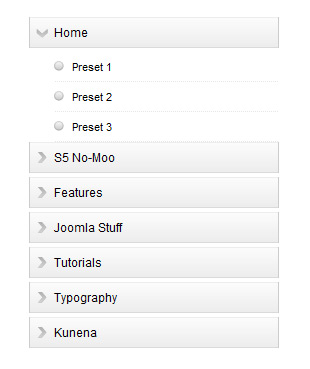 Home
Preset 1
Preset 2
Preset 3
S5 No-Moo
Features
Joomla Stuff
Tutorials
Typography
Kunena